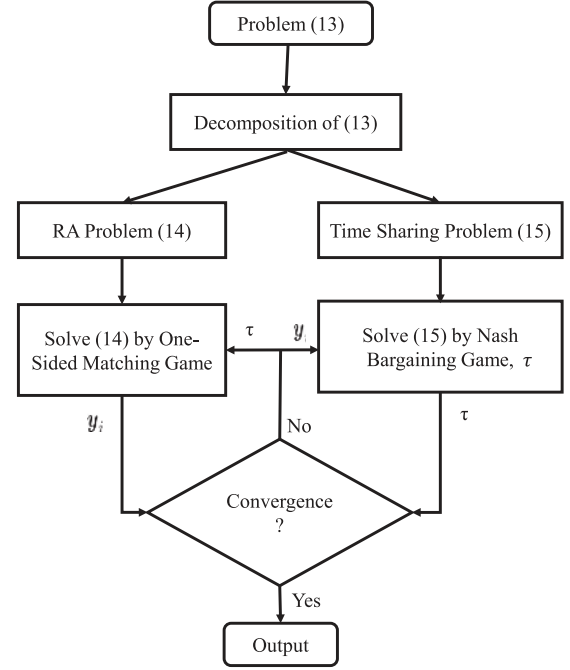 Problem (13)
Decomposition of (13)
RA Problem (14)
Time Sharing Problem (15)
Solve (14) by One-
Sided Matching Game
τ
y_i
Solve (15) by Nash
Bargaining Game, τ
y_i
τ
No
Convergence
?
Yes
Output